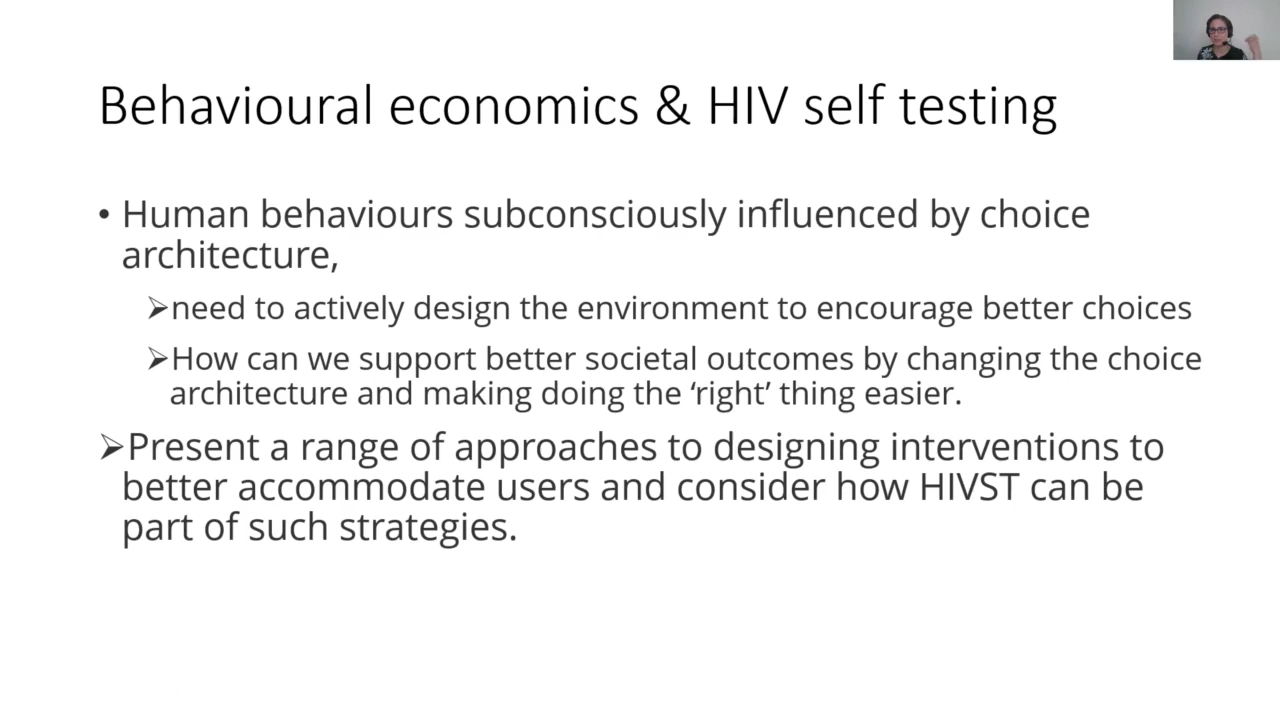 Behavioural economics & HIV self testing
• Human behaviours subconsciously influenced by choice
architecture,
➢need to actively design the environment to encourage better choices
➢How can we support better societal outcomes by changing the choice
architecture and making doing the ‘right’ thing easier.
➢Present a range of approaches to designing interventions to
better accommodate users and consider how HIVST can be
part of such strategies.